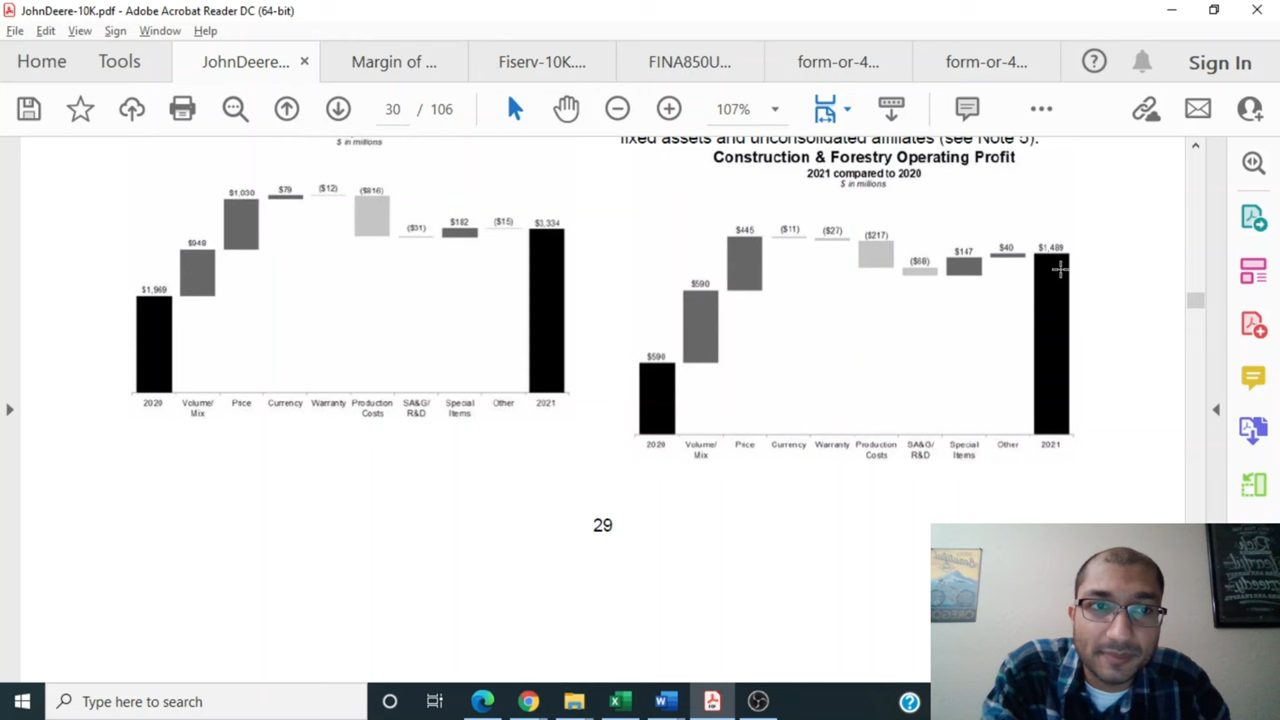 JohnDeere-10K.pdf - Adobe Acrobat Reader DC (64-bit)
File Edit View Sign Window Help
Home Tools JohnDeere... × Margin of ... Fiserv-10K.... FINA850U... form-or-4... form-or-4... Sign In
30 / 106 107%
$ in millions
$1,969 $948 $1,030 $79 ($12) ($816) ($31) $182 ($15) $3,334
2020 Volume/ Price Currency Warranty Production SA&G/ Special Other 2021
Mix Costs R&D Items
fixed assets and unconsolidated affiliates (see Note 5).
Construction & Forestry Operating Profit
2021 compared to 2020
$ in millions
$590 $590 $445 ($11) ($27) ($217) ($68) $147 $40 $1,489
2020 Volume/ Price Currency Warranty Production SA&G/ Special Other 2021
Mix Costs R&D Items
29
Rick
Type here to search